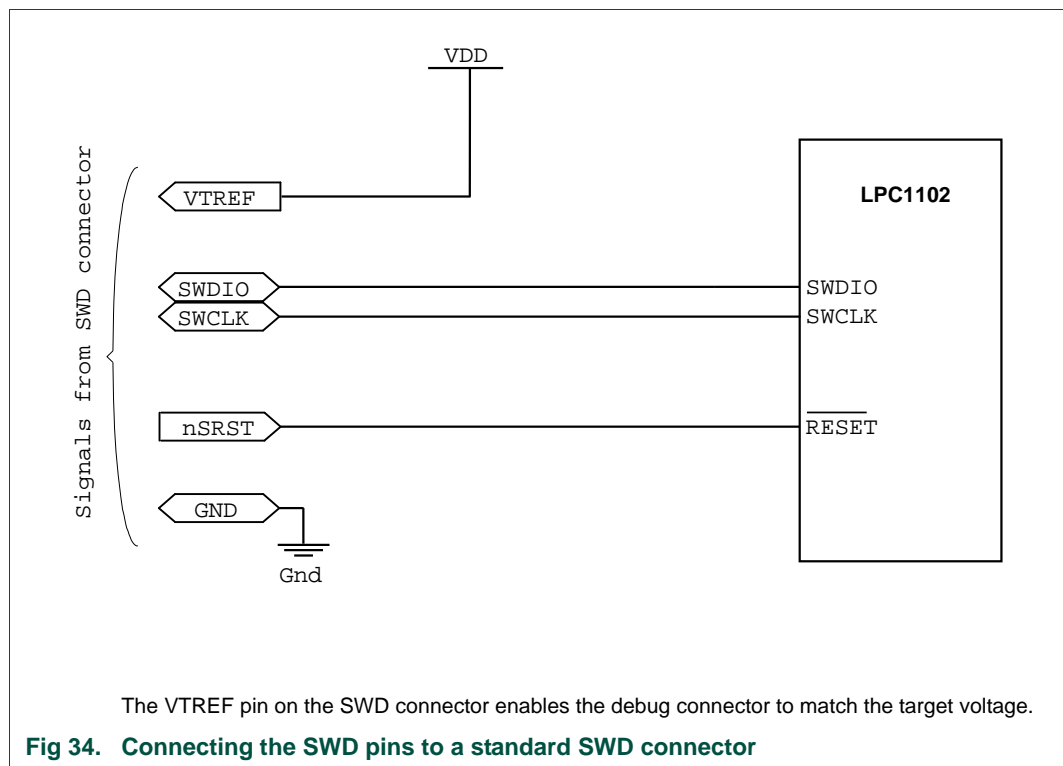 VDD
Signals from SWD connector
VTREF
LPC1102
SWDIO
SWDIO
SWCLK
SWCLK
nSRST
RESET
GND
Gnd
The VTREF pin on the SWD connector enables the debug connector to match the target voltage.
Fig 34. Connecting the SWD pins to a standard SWD connector